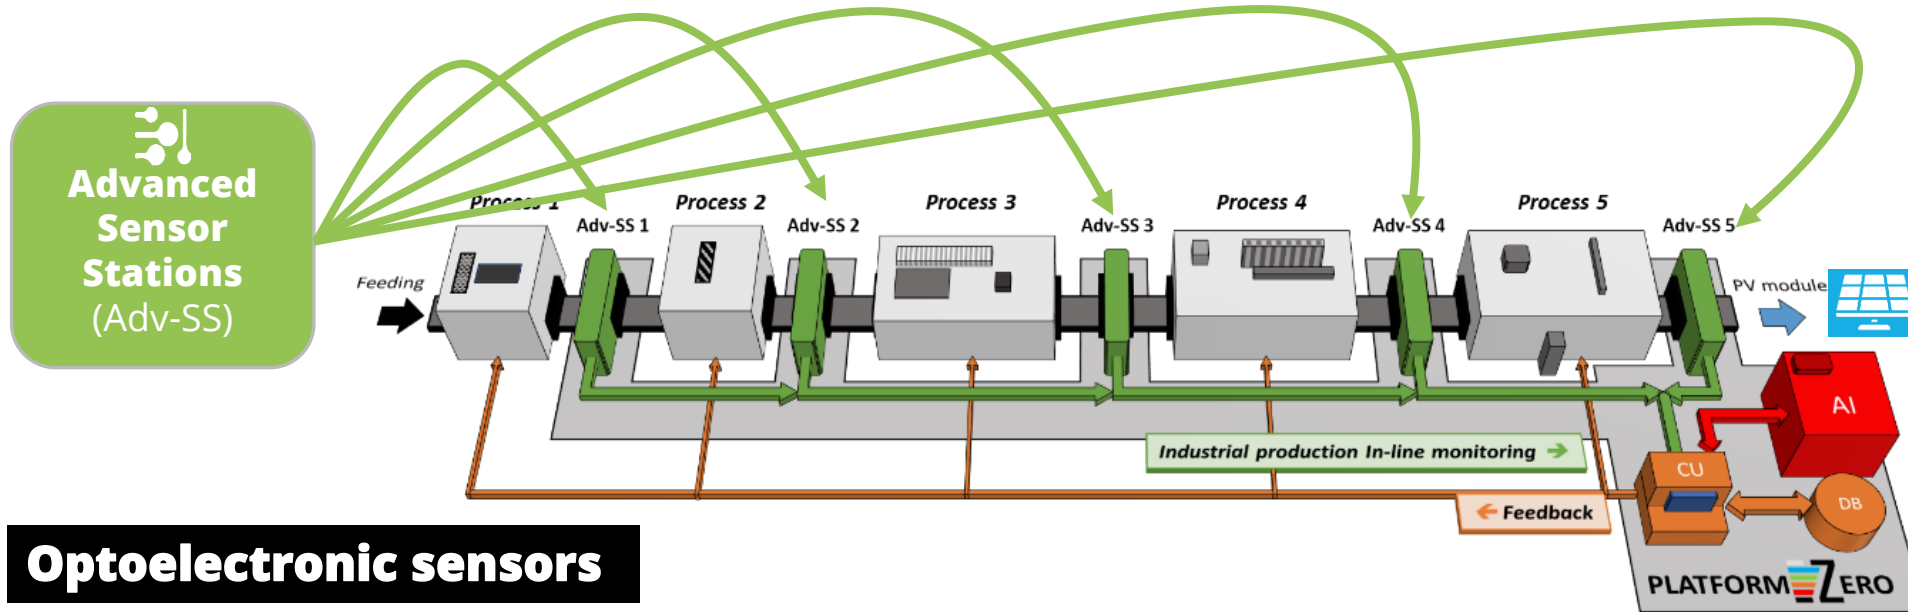 Advanced
Sensor
Stations
(Adv-SS)
Process 1
Process 2
Process 3
Process 4
Process 5
Adv-SS 1
Adv-SS 2
Adv-SS 3
Adv-SS 4
Adv-SS 5
Feeding
PV module
AI
Industrial production In-line monitoring
CU
Feedback
DB
Optoelectronic sensors
PLATFORM ZERO